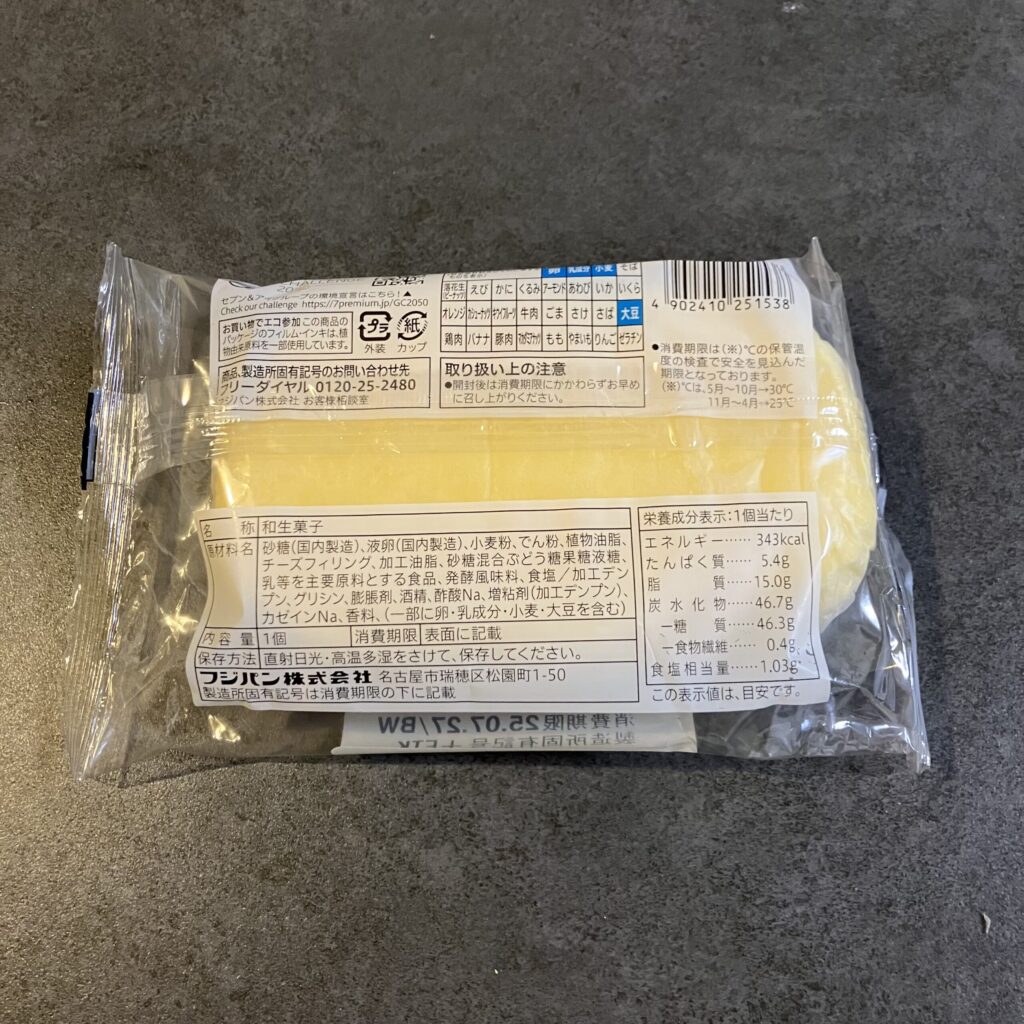 セブン&アイグループの環境宣言はこちら!▲
Check our challenge https://7premium.jp/GC2050
お買い物でエコ参加 この商品の
パッケージのフィルム・インキは、植
物由来原料を一部使用しています。
プラ 外装
紙 カップ
商品、製造所固有記号のお問い合わせ先
フリーダイヤル 0120-25-2480
フジパン株式会社 お客様相談室
卵 乳成分 小麦 そば
落花生(ピーナッツ) えび かに くるみ アーモンド あわび いか いくら
オレンジ カシューナッツ キウイフルーツ 牛肉 ごま さけ さば 大豆
鶏肉 バナナ 豚肉 マカダミアナッツ もも やまいも りんご ゼラチン
取り扱い上の注意
●開封後は消費期限にかかわらずお早め
に召し上がりください。
4 902410 251538
●消費期限は(※)℃の保管温
度の検査で安全を見込んだ
期限となっております。
(※)℃は、5月~10月→30℃
11月~4月→25℃
名称 和生菓子
原材料名 砂糖(国内製造)、液卵(国内製造)、小麦粉、でん粉、植物油脂、
チーズフィリング、加工油脂、砂糖混合ぶどう糖果糖液糖、
乳等を主要原料とする食品、発酵風味料、食塩/加工デン
プン、グリシン、膨脹剤、酒精、酢酸Na、増粘剤(加工デンプン)、
カゼインNa、香料、(一部に卵・乳成分・小麦・大豆を含む)
内容量 1個 消費期限 表面に記載
保存方法 直射日光・高温多湿をさけて、保存してください。
フジパン株式会社 名古屋市瑞穂区松園町1-50
製造所固有記号は消費期限の下に記載
栄養成分表示:1個当たり
エネルギー…… 343kcal
たんぱく質…… 5.4g
脂質…… 15.0g
炭水化物…… 46.7g
―糖質…… 46.3g
―食物繊維…… 0.4g
食塩相当量…… 1.03g
この表示値は、目安です。
消費期限25.07.27/BW